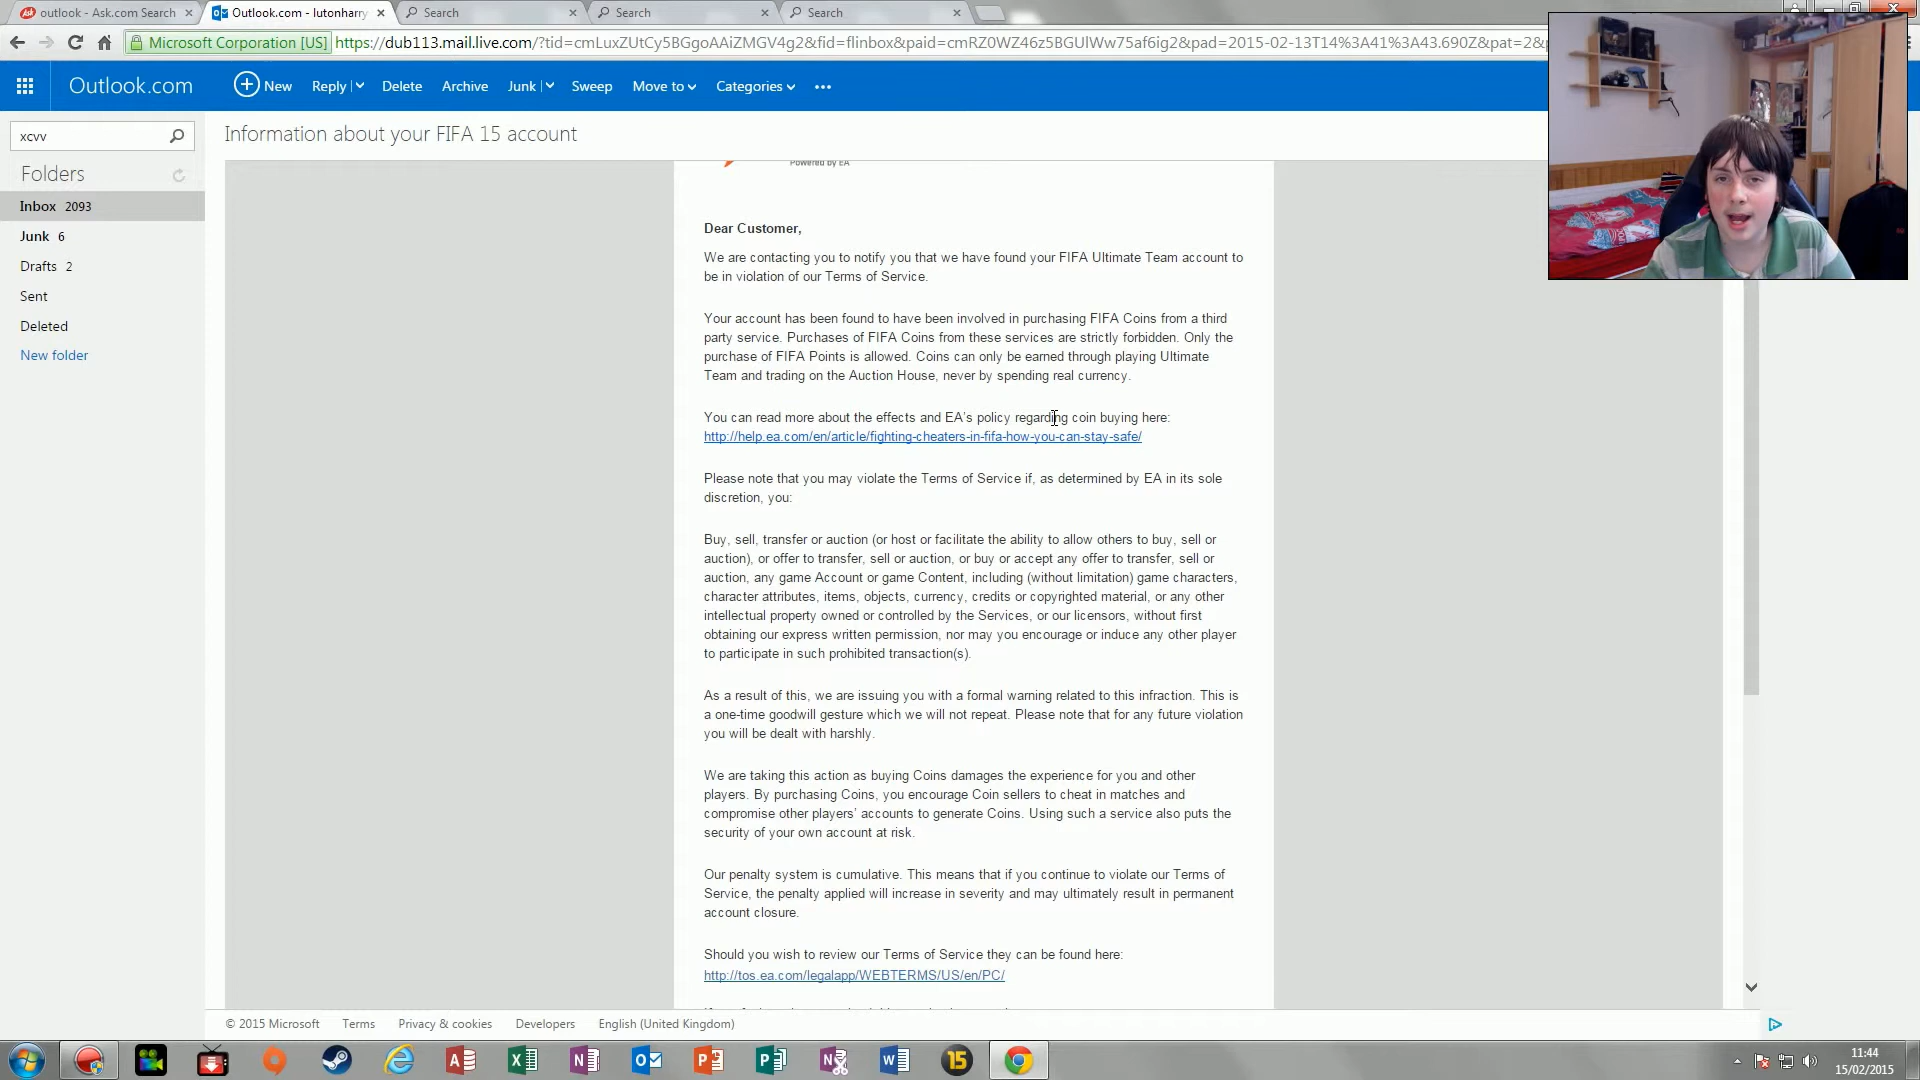 outlook - Ask.com Search
Outlook.com - lutonharry
Search
Search
Search
Microsoft Corporation [US]
https://dub113.mail.live.com/?tid=cmLuxZUtCy5BGgoAAiZMGV4g2&fid=flinbox&paid=cmRZ0WZ46z5BGUlWw75af6ig2&pad=2015-02-13T14%3A41%3A43.690Z&pat=2&
Outlook.com
New
Reply
Delete
Archive
Junk
Sweep
Move to
Categories
xcvv
Information about your FIFA 15 account
Folders
Inbox 2093
Junk 6
Drafts 2
Sent
Deleted
New folder
Powered by EA
Dear Customer,
We are contacting you to notify you that we have found your FIFA Ultimate Team account to
be in violation of our Terms of Service.
Your account has been found to have been involved in purchasing FIFA Coins from a third
party service. Purchases of FIFA Coins from these services are strictly forbidden. Only the
purchase of FIFA Points is allowed. Coins can only be earned through playing Ultimate
Team and trading on the Auction House, never by spending real currency.
You can read more about the effects and EA's policy regarding coin buying here:
http://help.ea.com/en/article/fighting-cheaters-in-fifa-how-you-can-stay-safe/
Please note that you may violate the Terms of Service if, as determined by EA in its sole
discretion, you:
Buy, sell, transfer or auction (or host or facilitate the ability to allow others to buy, sell or
auction), or offer to transfer, sell or auction, or buy or accept any offer to transfer, sell or
auction, any game Account or game Content, including (without limitation) game characters,
character attributes, items, objects, currency, credits or copyrighted material, or any other
intellectual property owned or controlled by the Services, or our licensors, without first
obtaining our express written permission, nor may you encourage or induce any other player
to participate in such prohibited transaction(s).
As a result of this, we are issuing you with a formal warning related to this infraction. This is
a one-time goodwill gesture which we will not repeat. Please note that for any future violation
you will be dealt with harshly.
We are taking this action as buying Coins damages the experience for you and other
players. By purchasing Coins, you encourage Coin sellers to cheat in matches and
compromise other players' accounts to generate Coins. Using such a service also puts the
security of your own account at risk.
Our penalty system is cumulative. This means that if you continue to violate our Terms of
Service, the penalty applied will increase in severity and may ultimately result in permanent
account closure.
Should you wish to review our Terms of Service they can be found here:
http://tos.ea.com/legalapp/WEBTERMS/US/en/PC/
© 2015 Microsoft
Terms
Privacy & cookies
Developers
English (United Kingdom)
15
11:44
15/02/2015